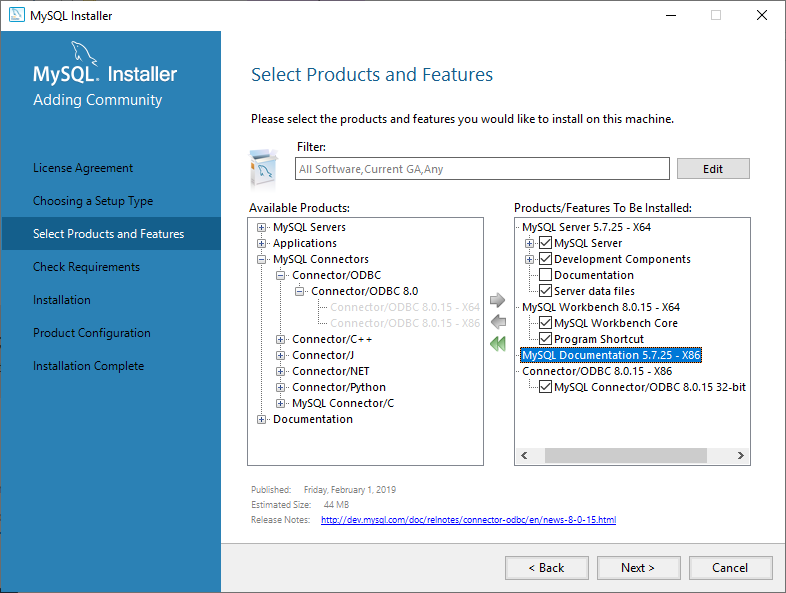 MySQL Installer
MySQL. Installer
Adding Community
License Agreement
Choosing a Setup Type
Select Products and Features
Check Requirements
Installation
Product Configuration
Installation Complete
Select Products and Features
Please select the products and features you would like to install on this machine.
Filter:
All Software,Current GA,Any
Edit
Available Products:
MySQL Servers
Applications
MySQL Connectors
Connector/ODBC
Connector/ODBC 8.0
Connector/ODBC 8.0.15 - X64
Connector/ODBC 8.0.15 - X86
Connector/C++
Connector/J
Connector/NET
Connector/Python
MySQL Connector/C
Documentation
Products/Features To Be Installed:
MySQL Server 5.7.25 - X64
MySQL Server
Development Components
Documentation
Server data files
MySQL Workbench 8.0.15 - X64
MySQL Workbench Core
Program Shortcut
MySQL Documentation 5.7.25 - X86
Connector/ODBC 8.0.15 - X86
MySQL Connector/ODBC 8.0.15 32-bit
Published: Friday, February 1, 2019
Estimated Size: 44 MB
Release Notes: http://dev.mysql.com/doc/relnotes/connector-odbc/en/news-8-0-15.html
< Back
Next >
Cancel